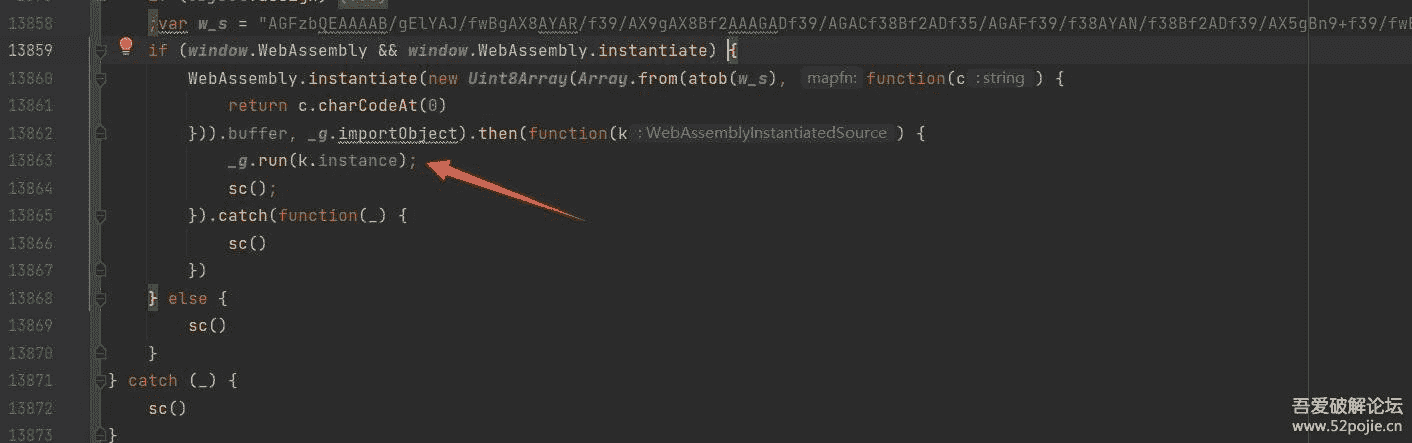 13858 ;var w_s = "AGFzbQEAAAAB/gElYAJ/fwBgAX8AYAR/f39/AX9gAX8Bf2AAAGADf39/AGACf38Bf2ADf35/AGAFf39/f38AYAN/f38Bf2ADf39/AX5gBn9+f39/fwB
13859 if (window.WebAssembly && window.WebAssembly.instantiate) {
13860 WebAssembly.instantiate(new Uint8Array(Array.from(atob(w_s), mapfn: function(c :string ) {
13861 return c.charCodeAt(0)
13862 })).buffer, _g.importObject).then(function(k :WebAssemblyInstantiatedSource ) {
13863 _g.run(k.instance);
13864 sc();
13865 }).catch(function(_) {
13866 sc()
13867 })
13868 } else {
13869 sc()
13870 }
13871 } catch (_) {
13872 sc()
13873 }
吾爱破解论坛
www.52pojie.cn